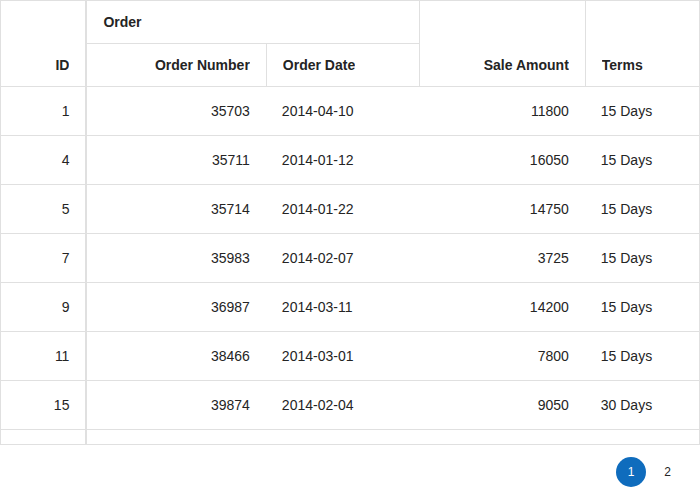 Order
ID Order Number Order Date Sale Amount Terms
1 35703 2014-04-10 11800 15 Days
4 35711 2014-01-12 16050 15 Days
5 35714 2014-01-22 14750 15 Days
7 35983 2014-02-07 3725 15 Days
9 36987 2014-03-11 14200 15 Days
11 38466 2014-03-01 7800 15 Days
15 39874 2014-02-04 9050 30 Days
1 2